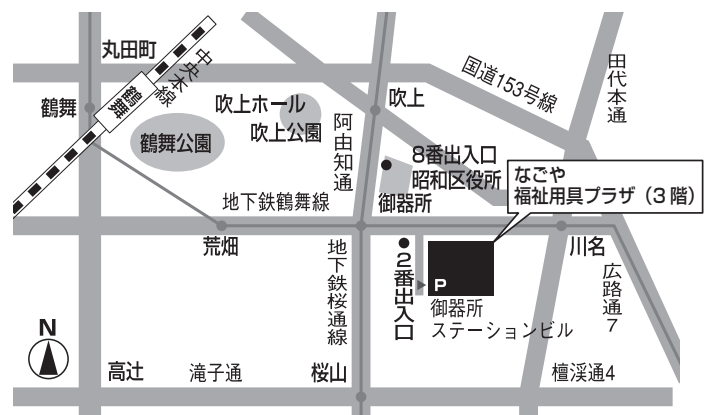 丸田町
中央本線
鶴舞
鶴舞
鶴舞公園
吹上ホール
吹上公園
阿由知通
吹上
国道153号線
田代本通
8番出入口
昭和区役所
御器所
なごや
福祉用具プラザ（3階）
地下鉄鶴舞線
荒畑
地下鉄桜通線
2番出入口
P
御器所
ステーションビル
川名
広路通7
N
高辻
滝子通
桜山
檀渓通4